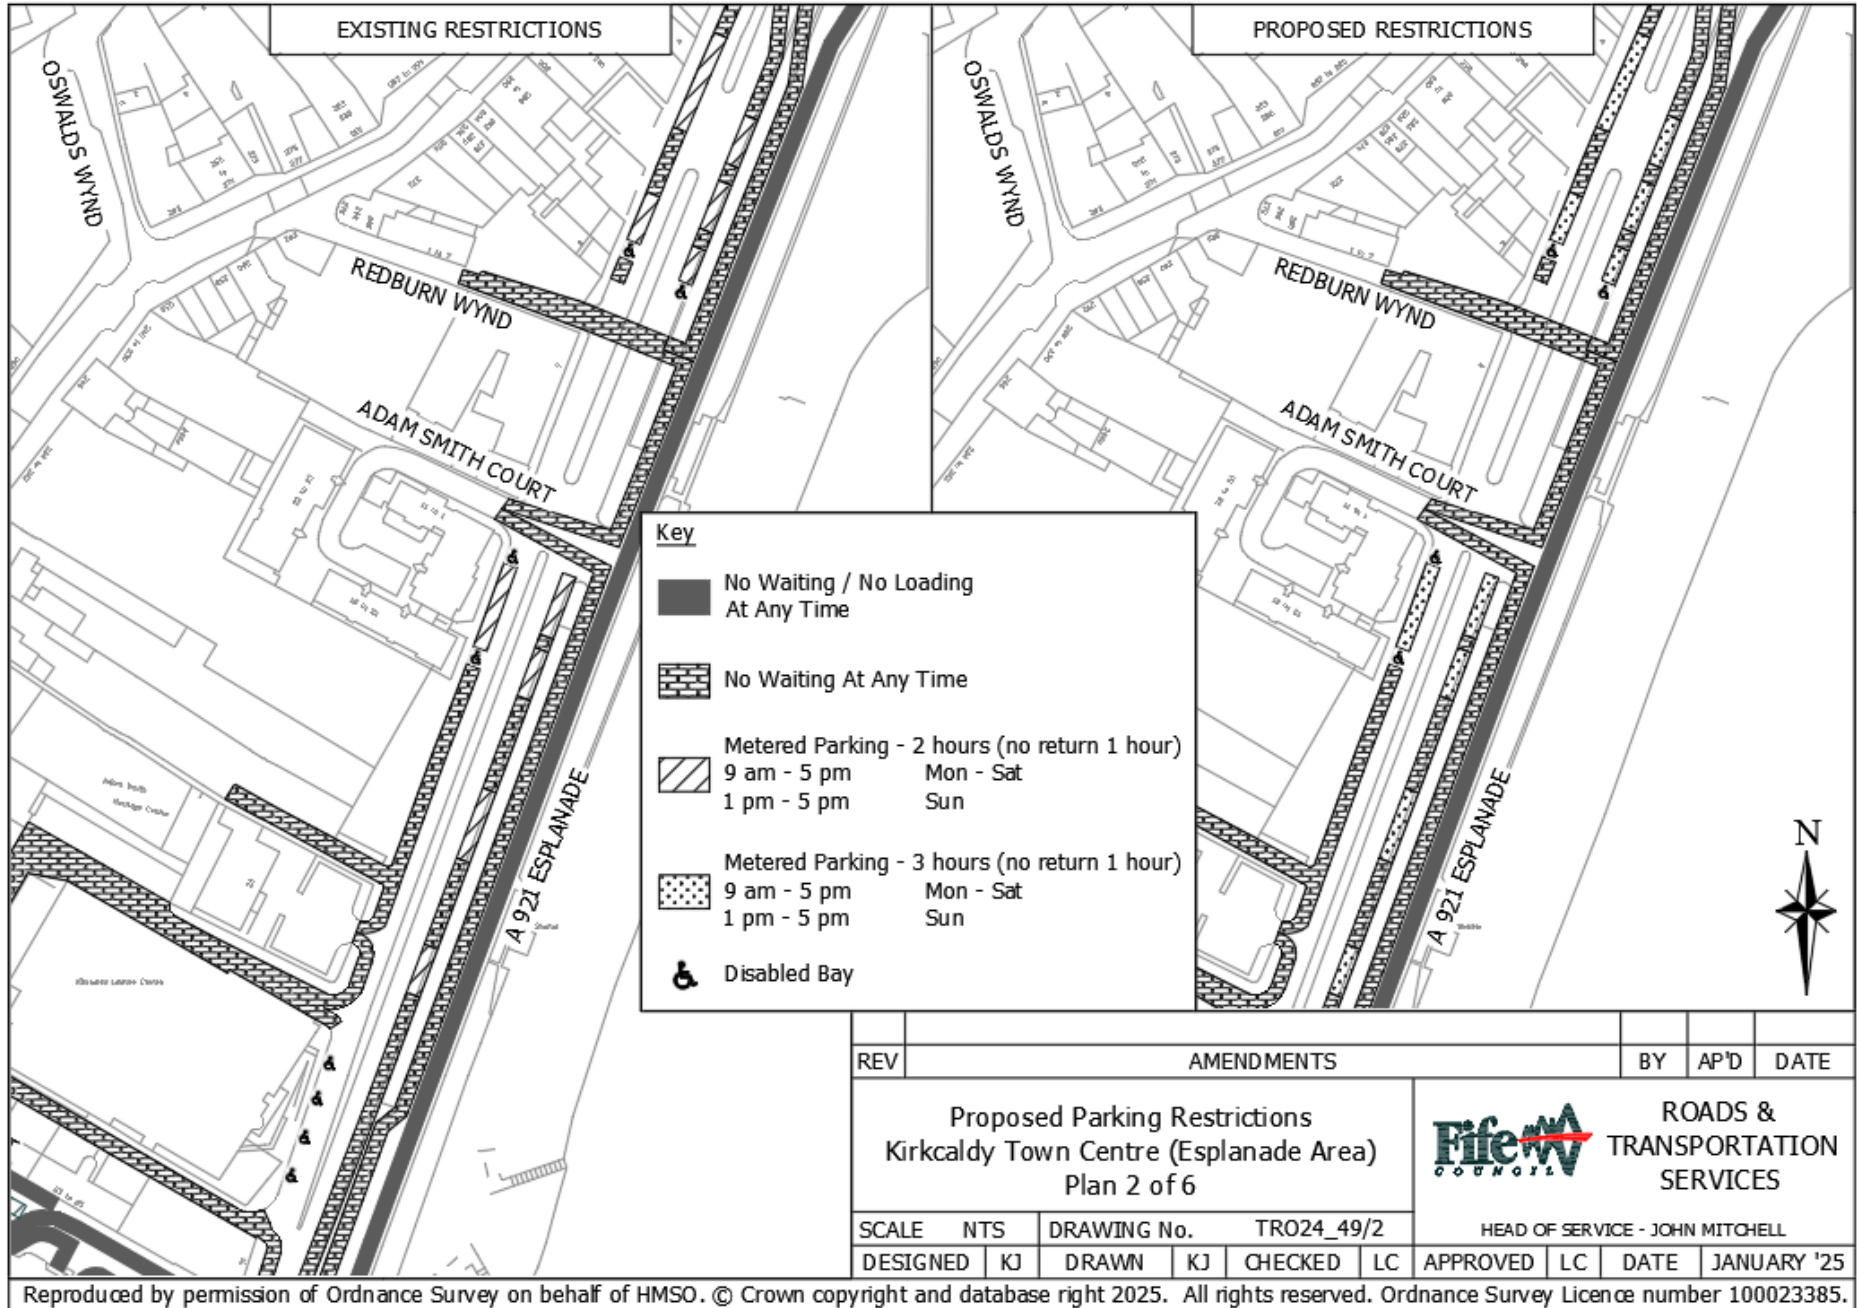 EXISTING RESTRICTIONS
PROPOSED RESTRICTIONS
OSWALDS WYND
REDBURN WYND
ADAM SMITH COURT
A 921 ESPLANADE
OSWALDS WYND
REDBURN WYND
ADAM SMITH COURT
A 921 ESPLANADE
N
Key
No Waiting / No Loading
At Any Time
No Waiting At Any Time
Metered Parking - 2 hours (no return 1 hour)
9 am - 5 pm Mon - Sat
1 pm - 5 pm Sun
Metered Parking - 3 hours (no return 1 hour)
9 am - 5 pm Mon - Sat
1 pm - 5 pm Sun
Disabled Bay
REV AMENDMENTS BY AP'D DATE
Proposed Parking Restrictions
Kirkcaldy Town Centre (Esplanade Area)
Plan 2 of 6
Fife
COUNCIL
ROADS &
TRANSPORTATION
SERVICES
HEAD OF SERVICE - JOHN MITCHELL
SCALE NTS DRAWING No. TRO24_49/2
DESIGNED KJ DRAWN KJ CHECKED LC APPROVED LC DATE JANUARY '25
Reproduced by permission of Ordnance Survey on behalf of HMSO. © Crown copyright and database right 2025. All rights reserved. Ordnance Survey Licence number 100023385.